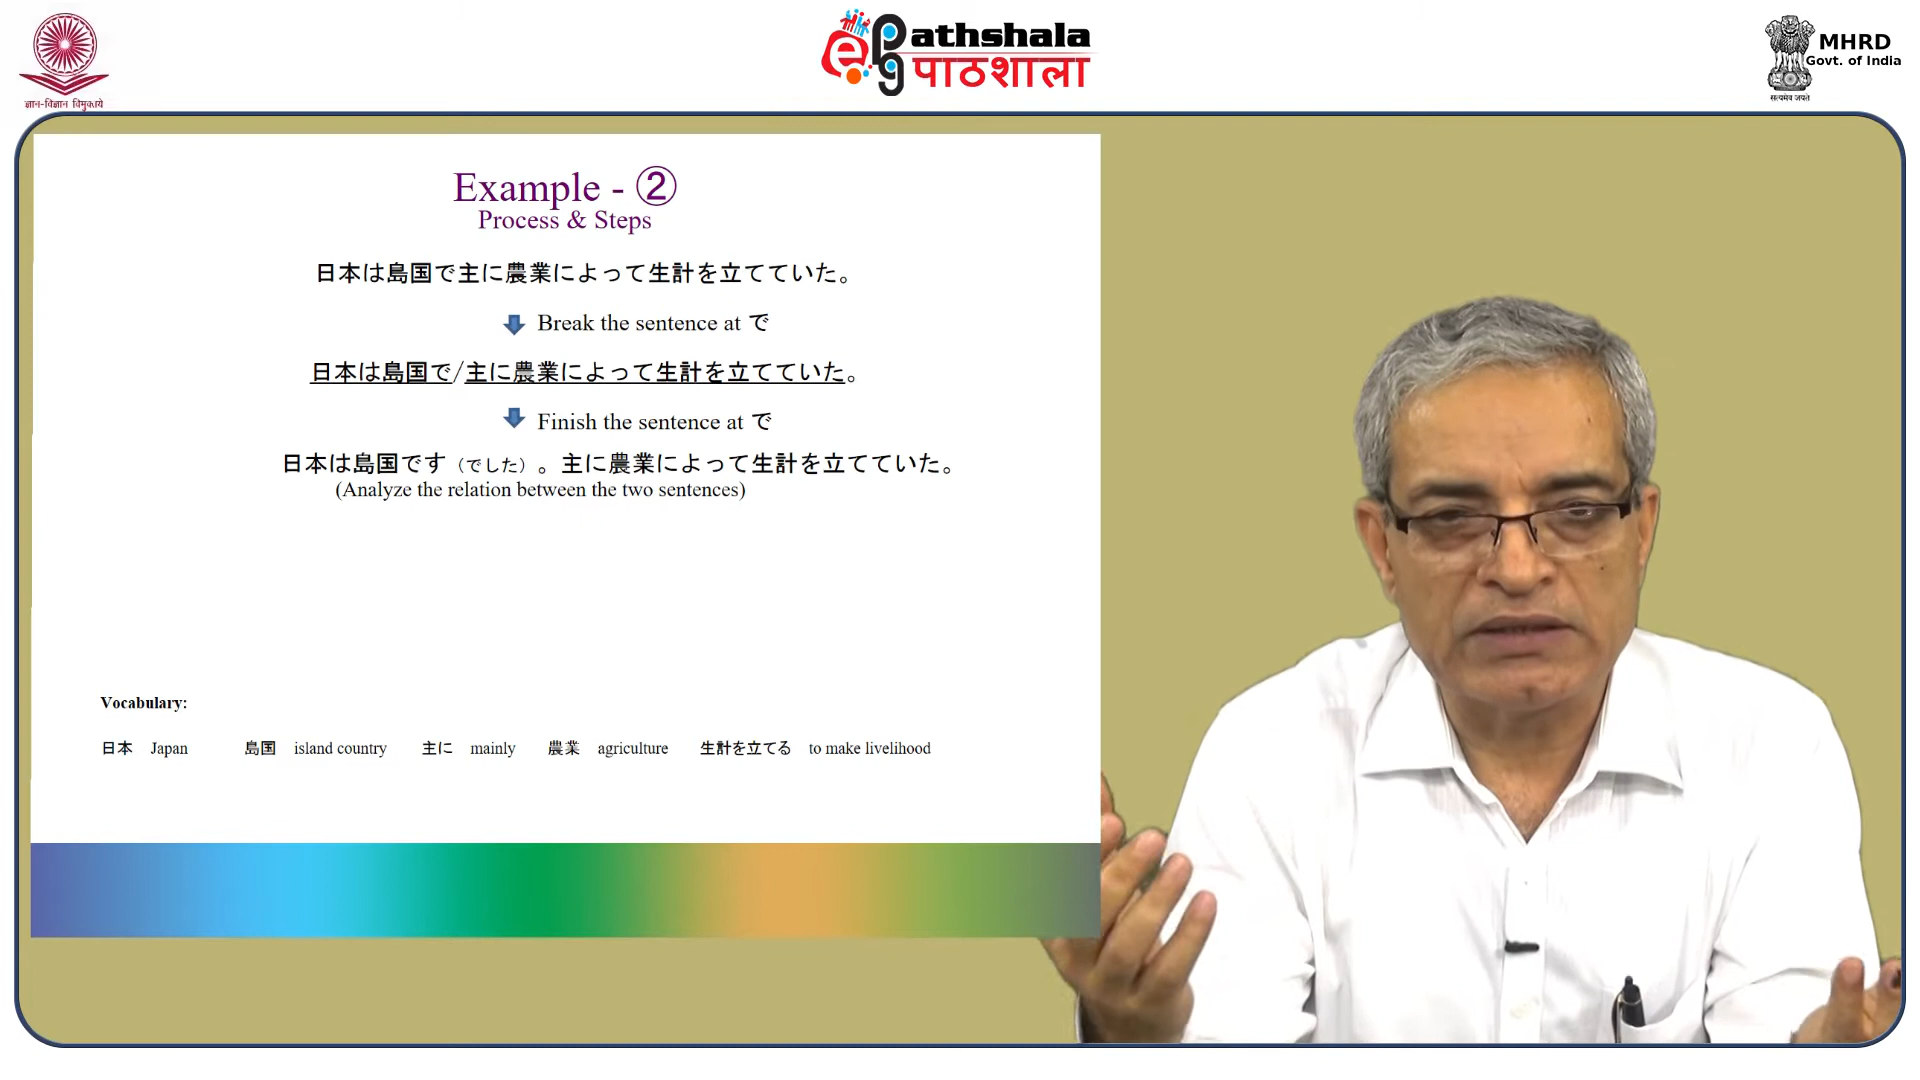 ज्ञान-विज्ञान विमुक्तये
ePathshala
पाठशाला
सत्यमेव जयते
MHRD
Govt. of India
Example - ②
Process & Steps
日本は島国で主に農業によって生計を立てていた。
Break the sentence at で
日本は島国で/主に農業によって生計を立てていた。
Finish the sentence at で
日本は島国です（でした）。主に農業によって生計を立てていた。
(Analyze the relation between the two sentences)
Vocabulary:
日本 Japan 島国 island country 主に mainly 農業 agriculture 生計を立てる to make livelihood